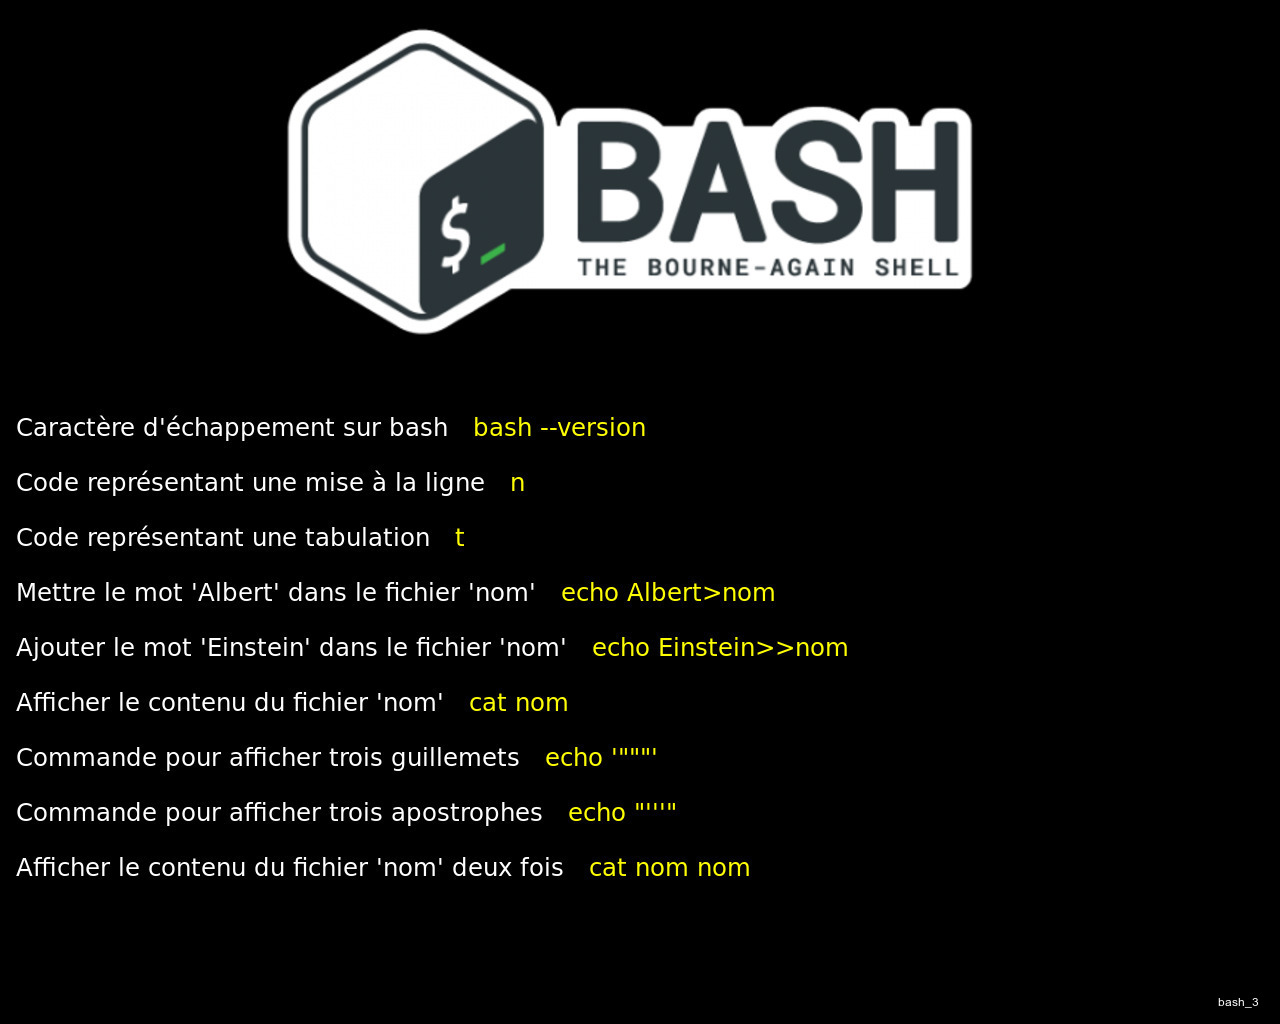 $_
BASH
THE BOURNE-AGAIN SHELL
Caractère d'échappement sur bash bash --version
Code représentant une mise à la ligne n
Code représentant une tabulation t
Mettre le mot 'Albert' dans le fichier 'nom' echo Albert>nom
Ajouter le mot 'Einstein' dans le fichier 'nom' echo Einstein>>nom
Afficher le contenu du fichier 'nom' cat nom
Commande pour afficher trois guillemets echo '"""'
Commande pour afficher trois apostrophes echo "'''"
Afficher le contenu du fichier 'nom' deux fois cat nom nom
bash_3